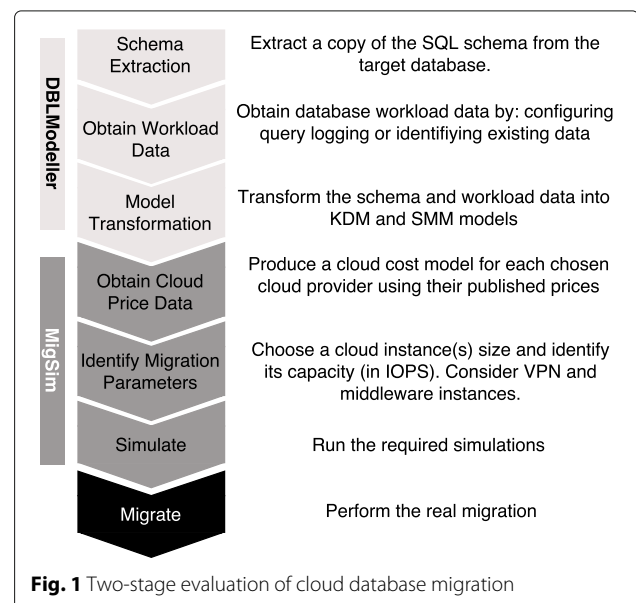 DBLModeller
Schema
Extraction
Extract a copy of the SQL schema from the
target database.
Obtain Workload
Data
Obtain database workload data by: configuring
query logging or identifiying existing data
Model
Transformation
Transform the schema and workload data into
KDM and SMM models
MigSim
Obtain Cloud
Price Data
Produce a cloud cost model for each chosen
cloud provider using their published prices
Identify Migration
Parameters
Choose a cloud instance(s) size and identify
its capacity (in IOPS). Consider VPN and
middleware instances.
Simulate
Run the required simulations
Migrate
Perform the real migration
Fig. 1 Two-stage evaluation of cloud database migration